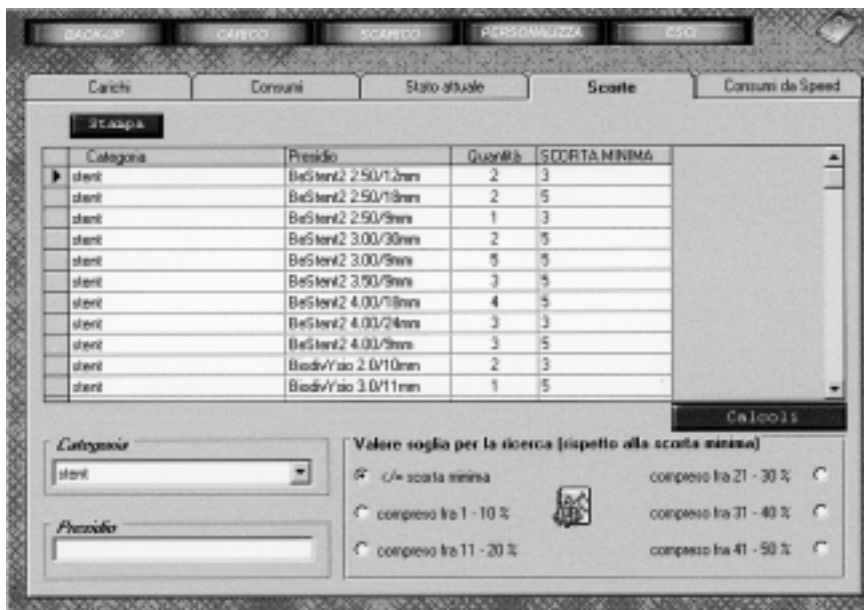 BACK-UP CARICO SCARICO PERSONALIZZA ESCI
Carichi Consumi Stato attuale Scorte Consumi da Speed
Stampa
Categoria Presidio Quantità SCORTA MINIMA
stent BeStent2 2.50/12mm 2 3
stent BeStent2 2.50/18mm 2 5
stent BeStent2 2.50/9mm 1 3
stent BeStent2 3.00/30mm 2 5
stent BeStent2 3.00/9mm 5 5
stent BeStent2 3.50/9mm 3 5
stent BeStent2 4.00/18mm 4 5
stent BeStent2 4.00/24mm 3 3
stent BeStent2 4.00/9mm 3 5
stent BiodivYsio 2.0/10mm 2 3
stent BiodivYsio 3.0/11mm 1 5
Calcoli
Categoria
stent
Presidio
Valore soglia per la ricerca (rispetto alla scorta minima)
</= scorta minima compreso fra 21 - 30 %
compreso fra 1 - 10 % compreso fra 31 - 40 %
compreso fra 11 - 20 % compreso fra 41 - 50 %